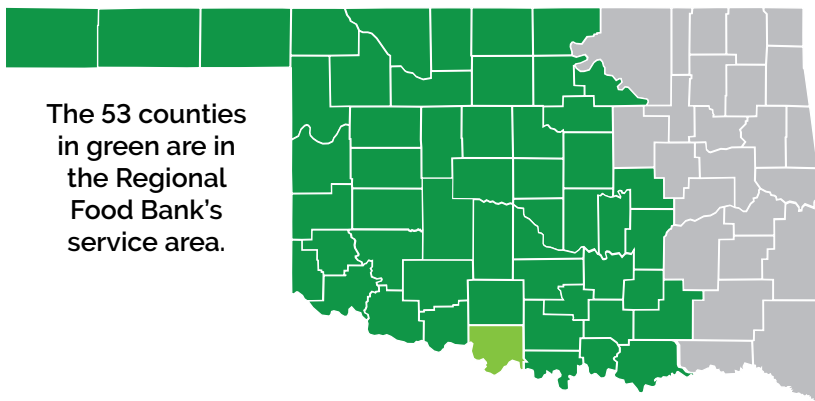 The 53 counties
in green are in
the Regional
Food Bank’s
service area.